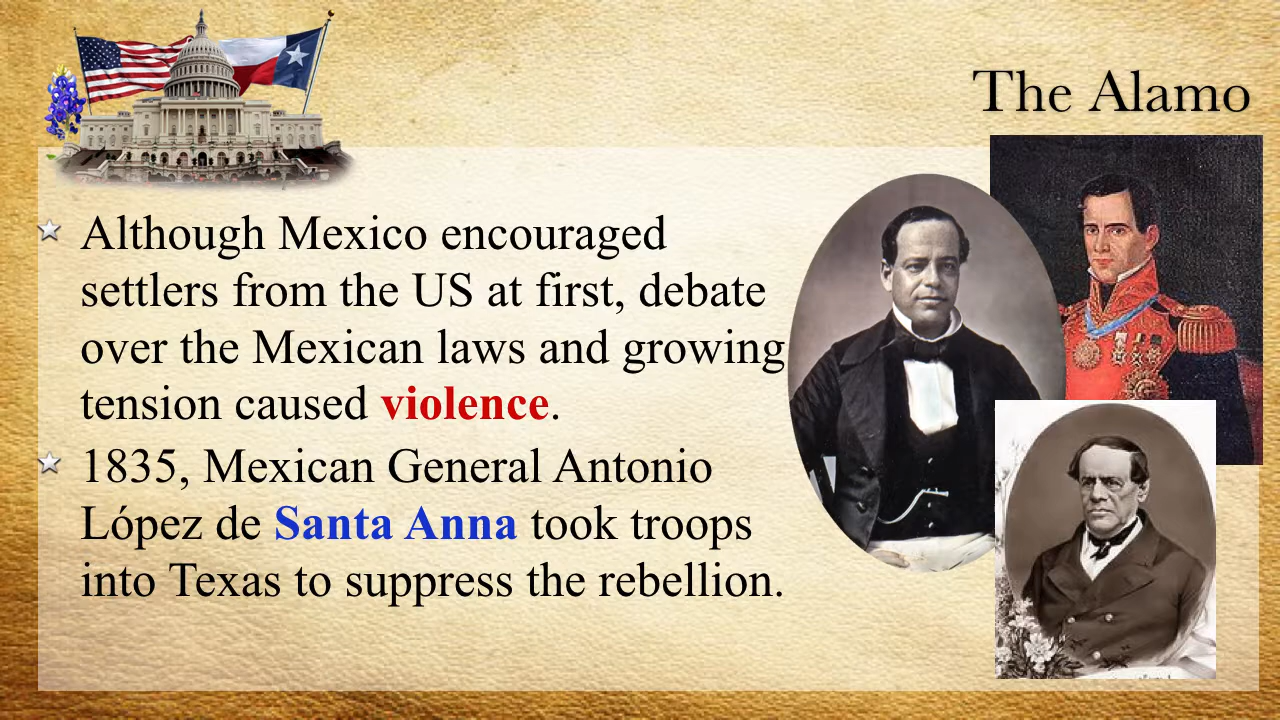 The Alamo
Although Mexico encouraged
settlers from the US at first, debate
over the Mexican laws and growing
tension caused violence.
1835, Mexican General Antonio
López de Santa Anna took troops
into Texas to suppress the rebellion.